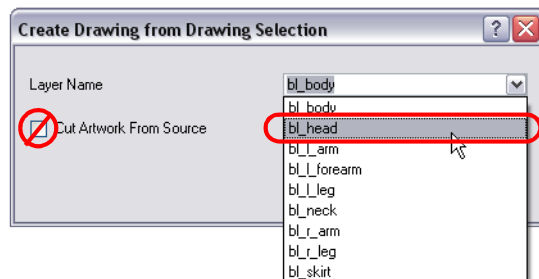 Create Drawing from Drawing Selection
Layer Name
bl_body
bl_body
Cut Artwork From Source
bl_head
bl_l_arm
bl_l_forearm
bl_l_leg
bl_neck
bl_r_arm
bl_r_leg
bl_skirt